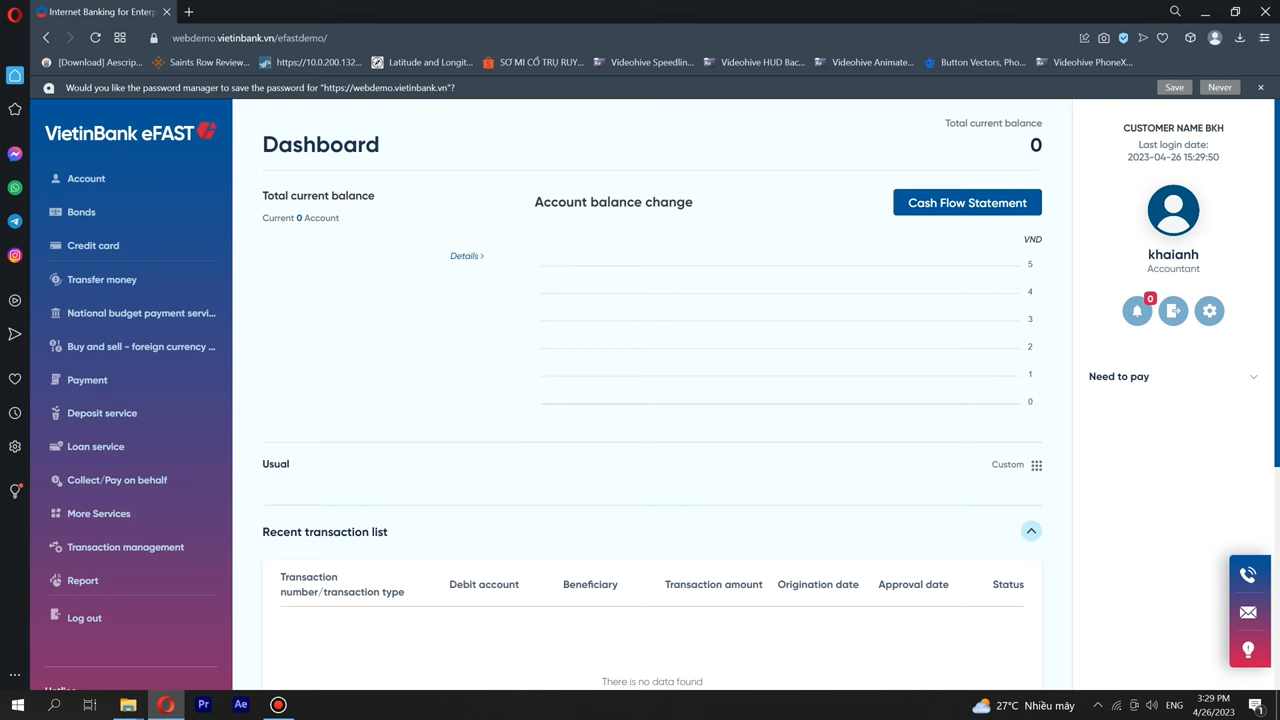 Internet Banking for Enterp
webdemo.vietinbank.vn/efastdemo/
[Download] Aescrip...
Saints Row Review...
https://10.0.200.132...
Latitude and Longit...
SƠ MI CỔ TRỤ RUY...
Videohive Speedlin...
Videohive HUD Bac...
Videohive Animate...
Button Vectors, Pho...
Videohive PhoneX...
Would you like the password manager to save the password for "https://webdemo.vietinbank.vn"?
Save
Never
VietinBank eFAST
Account
Bonds
Credit card
Transfer money
National budget payment servi...
Buy and sell - foreign currency ...
Payment
Deposit service
Loan service
Collect/Pay on behalf
More Services
Transaction management
Report
Log out
Dashboard
Total current balance
0
Total current balance
Current 0 Account
Details >
Account balance change
Cash Flow Statement
VND
5
4
3
2
1
0
Usual
Custom
Recent transaction list
Transaction
number/transaction type
Debit account
Beneficiary
Transaction amount
Origination date
Approval date
Status
There is no data found
CUSTOMER NAME BKH
Last login date:
2023-04-26 15:29:50
khaianh
Accountant
0
Need to pay
Pr
Ae
27°C Nhiều mây
ENG
3:29 PM
4/26/2023
1